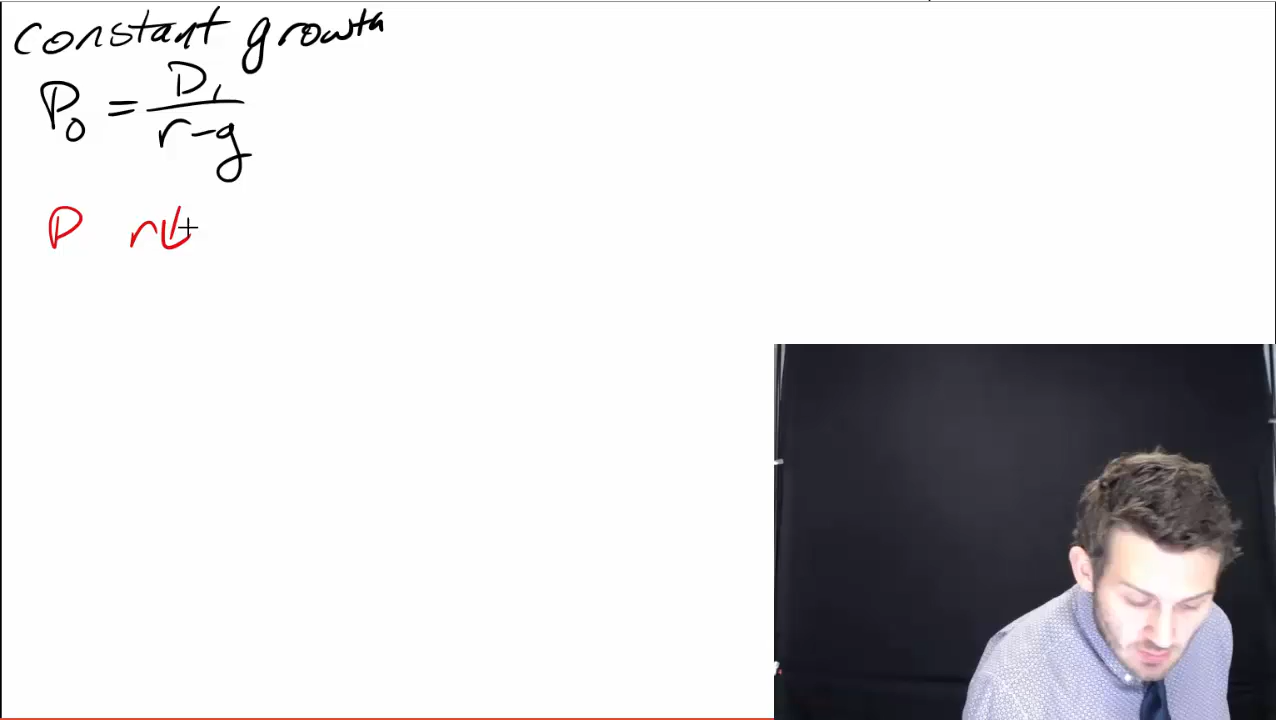 constant growth
P₀ = D₁ / (r-g)
P r↓